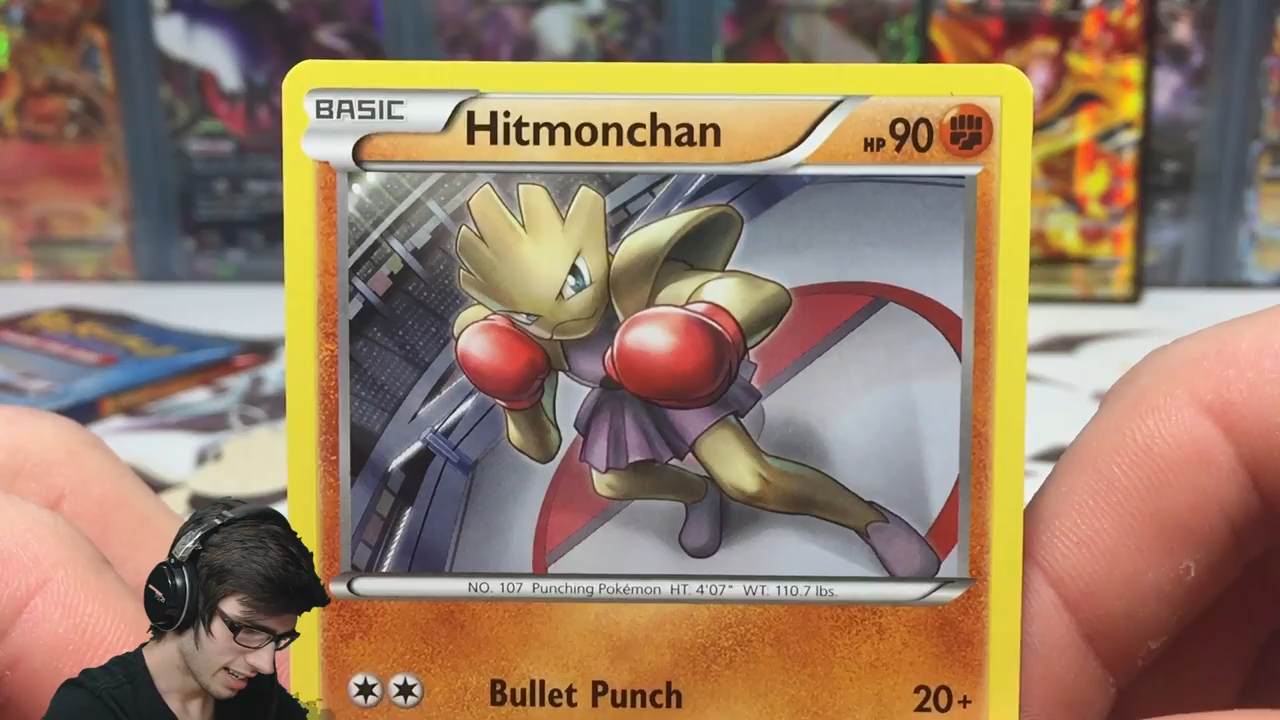 BASIC Hitmonchan HP 90
NO. 107 Punching Pokémon HT. 4'07" WT. 110.7 lbs.
Bullet Punch 20+